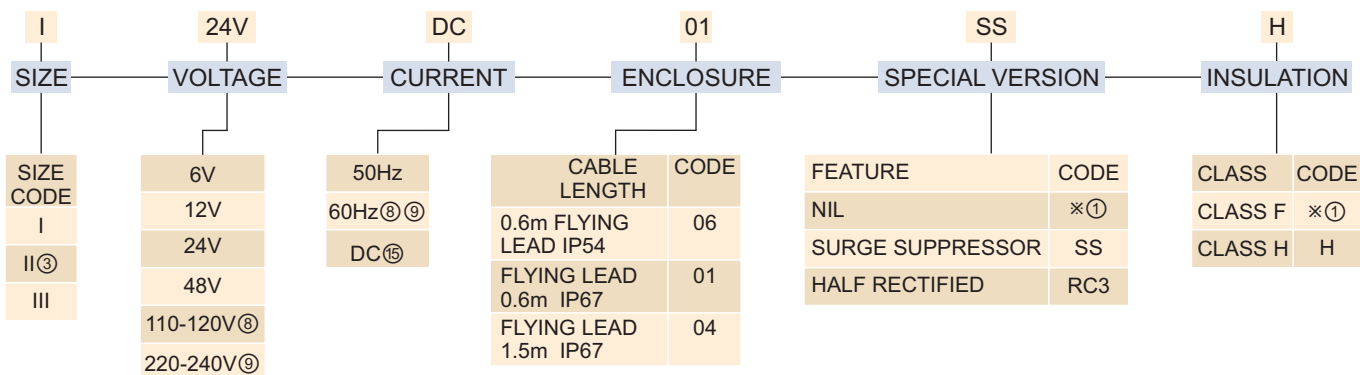 I 24V DC 01 SS H
SIZE VOLTAGE CURRENT ENCLOSURE SPECIAL VERSION INSULATION
SIZE
CODE
I
II③
III
6V
12V
24V
48V
110-120V⑧
220-240V⑨
50Hz
60Hz⑧⑨
DC⑮
CABLE
LENGTH CODE
0.6m FLYING
LEAD IP54 06
FLYING LEAD
0.6m IP67 01
FLYING LEAD
1.5m IP67 04
FEATURE CODE
NIL ※①
SURGE SUPPRESSOR SS
HALF RECTIFIED RC3
CLASS CODE
CLASS F ※①
CLASS H H